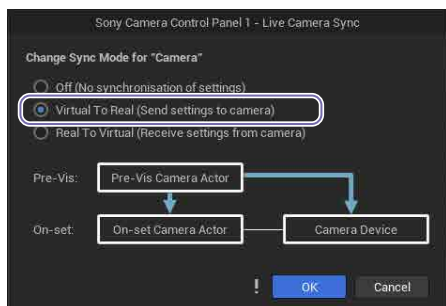 Sony Camera Control Panel 1 - Live Camera Sync
Change Sync Mode for "Camera"
Off (No synchronisation of settings)
Virtual To Real (Send settings to camera)
Real To Virtual (Receive settings from camera)
Pre-Vis: Pre-Vis Camera Actor
On-set: On-set Camera Actor Camera Device
! OK Cancel